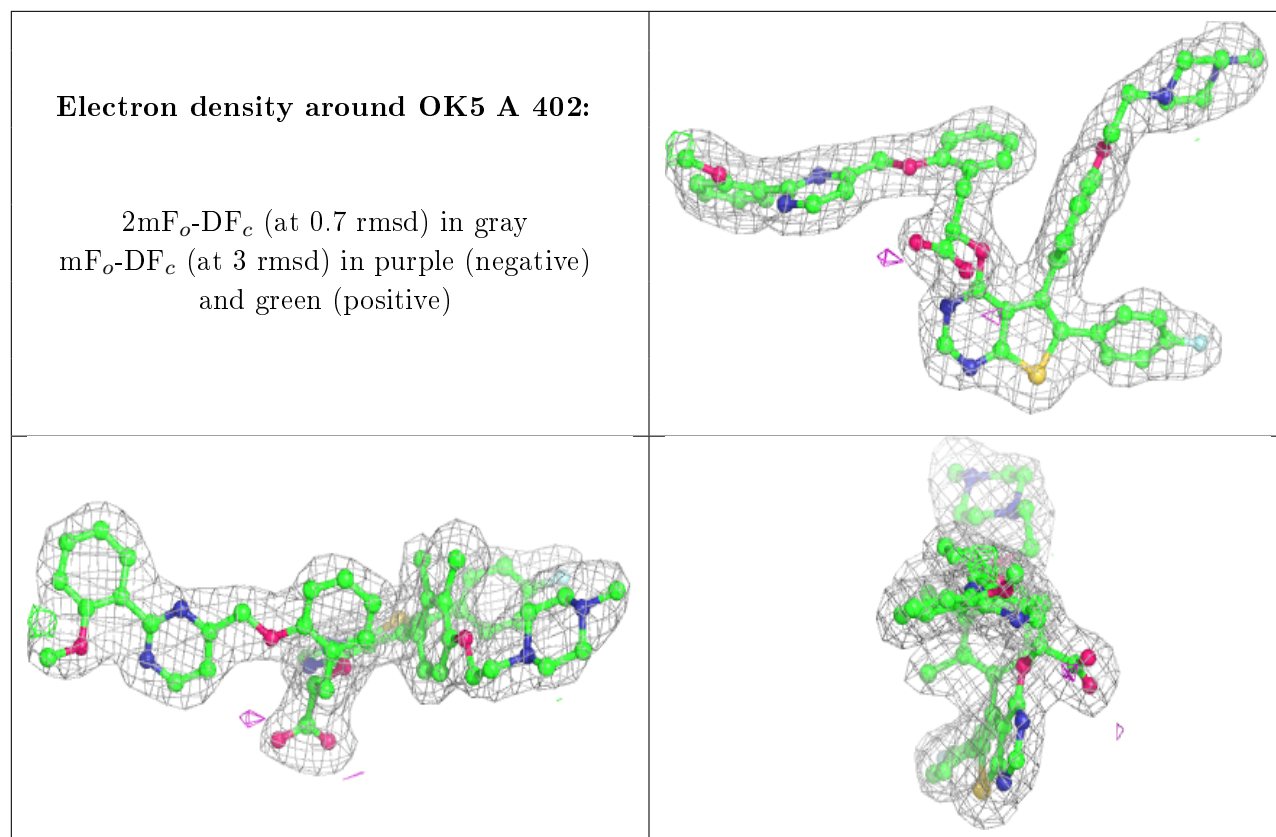 Electron density around OK5 A 402:
2mFo-DFc (at 0.7 rmsd) in gray
mFo-DFc (at 3 rmsd) in purple (negative)
and green (positive)